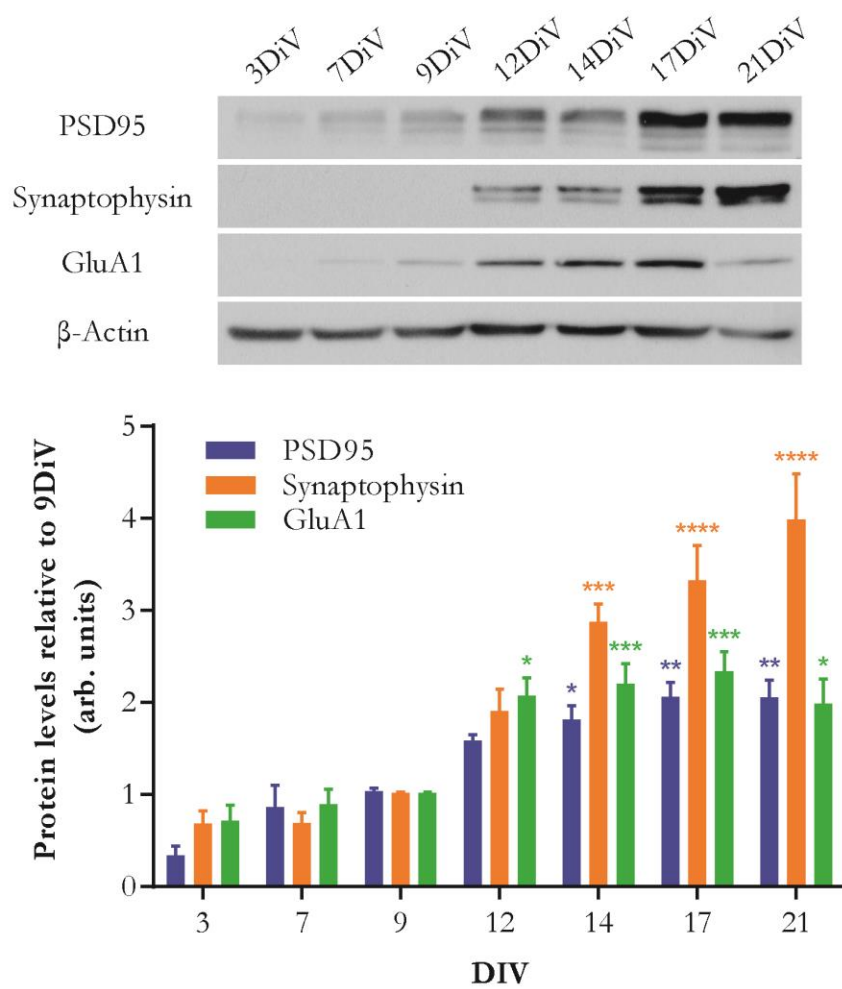 3DiV 7DiV 9DiV 12DiV 14DiV 17DiV 21DiV
PSD95
Synaptophysin
GluA1
β-Actin
Protein levels relative to 9DiV
(arb. units)
5
4
3
2
1
0
PSD95
Synaptophysin
GluA1
*
*
***
***
**
****
***
**
****
*
3 7 9 12 14 17 21
DIV